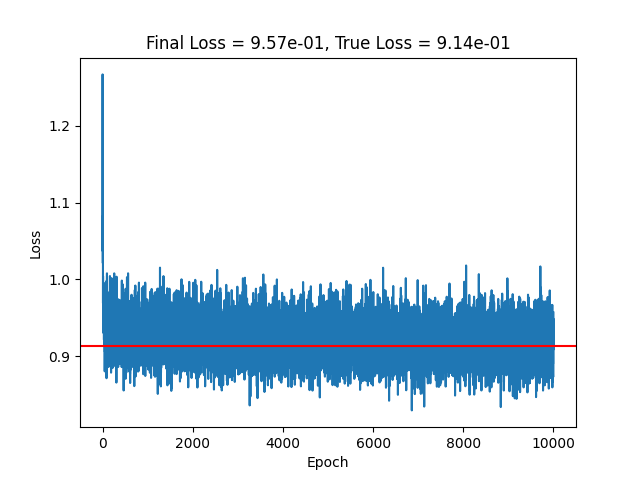 Final Loss = 9.57e-01, True Loss = 9.14e-01
1.2
1.1
1.0
0.9
Loss
0 2000 4000 6000 8000 10000
Epoch